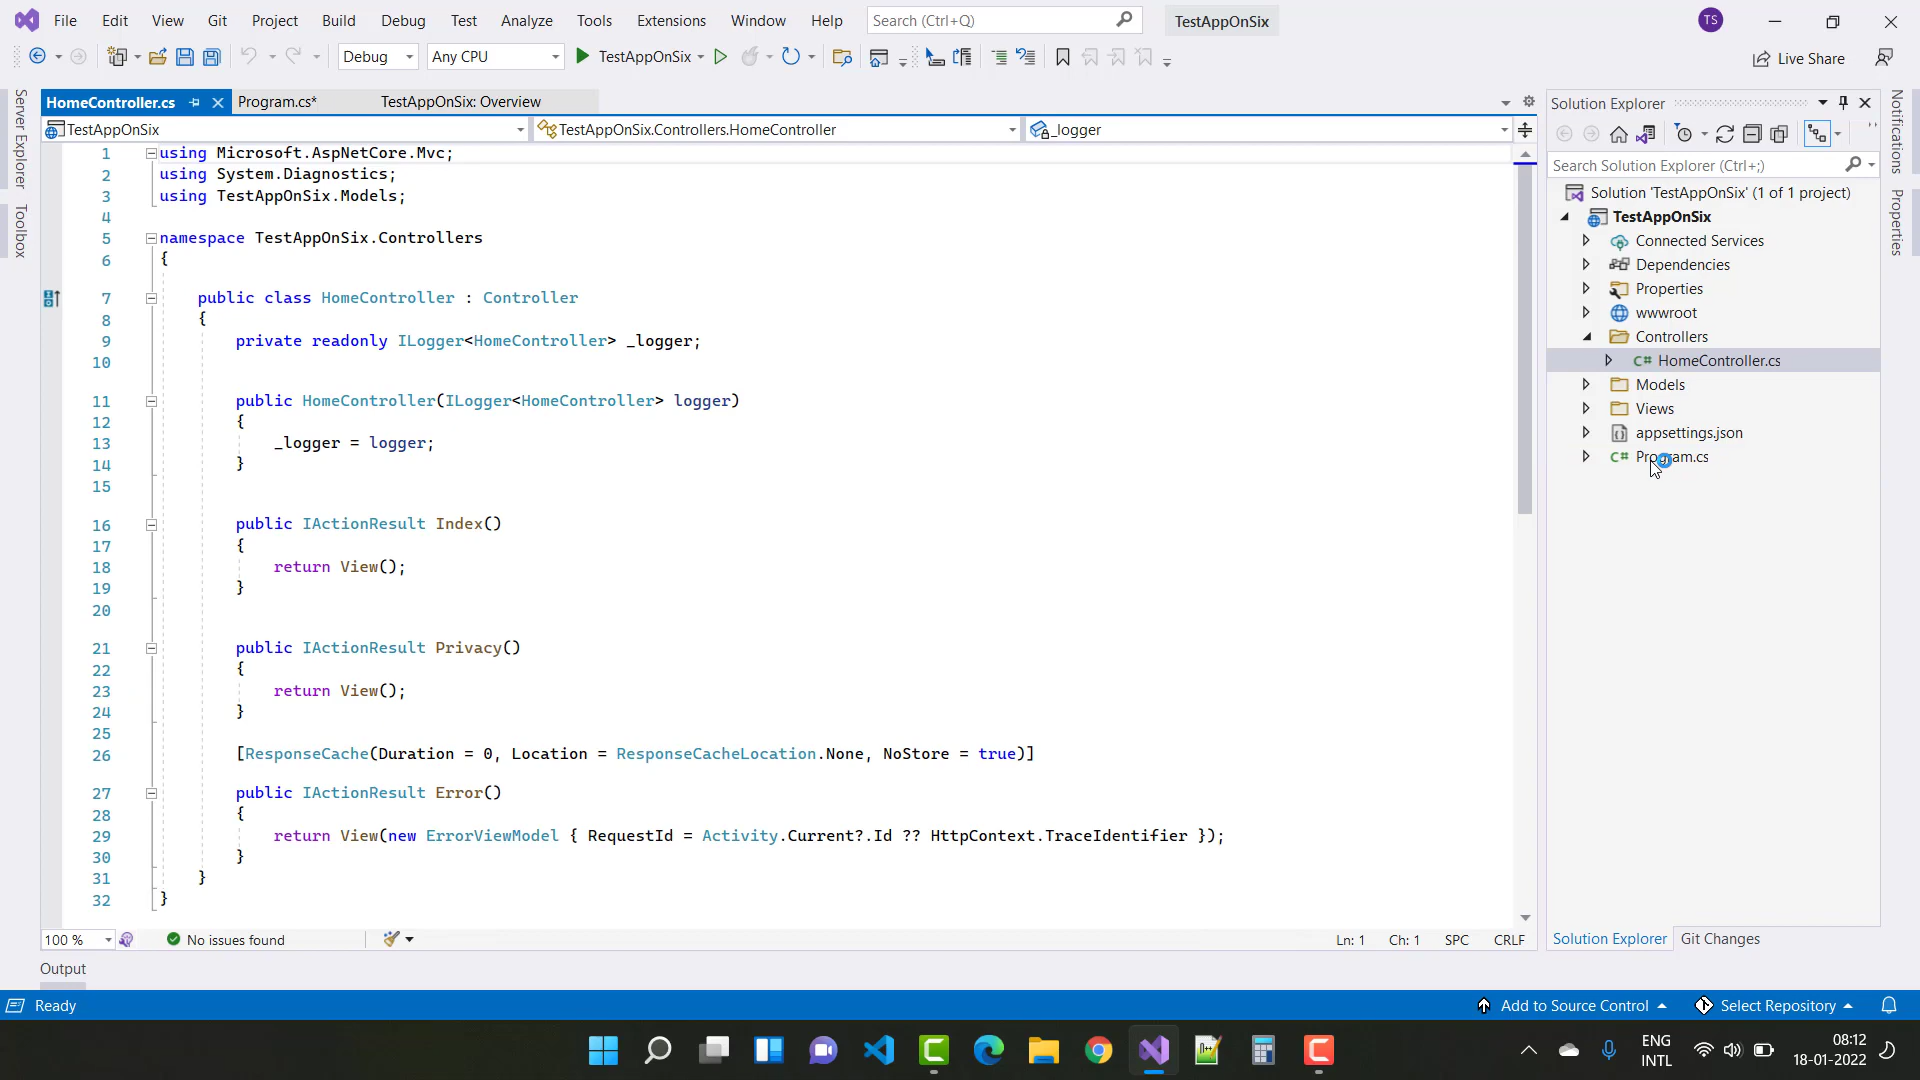 File Edit View Git Project Build Debug Test Analyze Tools Extensions Window Help Search (Ctrl+Q) TestAppOnSix TS
Debug Any CPU TestAppOnSix Live Share
HomeController.cs Program.cs* TestAppOnSix: Overview
TestAppOnSix TestAppOnSix.Controllers.HomeController _logger
Server Explorer
Toolbox
1 using Microsoft.AspNetCore.Mvc;
2 using System.Diagnostics;
3 using TestAppOnSix.Models;
4
5 namespace TestAppOnSix.Controllers
6 {
7 public class HomeController : Controller
8 {
9 private readonly ILogger<HomeController> _logger;
10
11 public HomeController(ILogger<HomeController> logger)
12 {
13 _logger = logger;
14 }
15
16 public IActionResult Index()
17 {
18 return View();
19 }
20
21 public IActionResult Privacy()
22 {
23 return View();
24 }
25
26 [ResponseCache(Duration = 0, Location = ResponseCacheLocation.None, NoStore = true)]
27 public IActionResult Error()
28 {
29 return View(new ErrorViewModel { RequestId = Activity.Current?.Id ?? HttpContext.TraceIdentifier });
30 }
31 }
32 }
100 % No issues found Ln: 1 Ch: 1 SPC CRLF
Solution Explorer
Search Solution Explorer (Ctrl+;)
Solution 'TestAppOnSix' (1 of 1 project)
TestAppOnSix
Connected Services
Dependencies
Properties
wwwroot
Controllers
C# HomeController.cs
Models
Views
appsettings.json
C# Program.cs
Solution Explorer Git Changes
Notifications
Properties
Output
Ready Add to Source Control Select Repository
ENG
INTL
08:12
18-01-2022